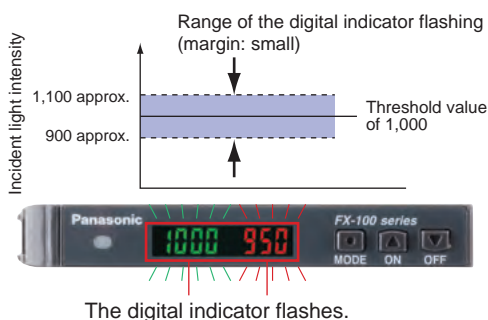 Range of the digital indicator flashing
(margin: small)
Incident light intensity
1,100 approx.
Threshold value
of 1,000
900 approx.
Panasonic
1000 950
FX-100 series
MODE ON OFF
The digital indicator flashes.